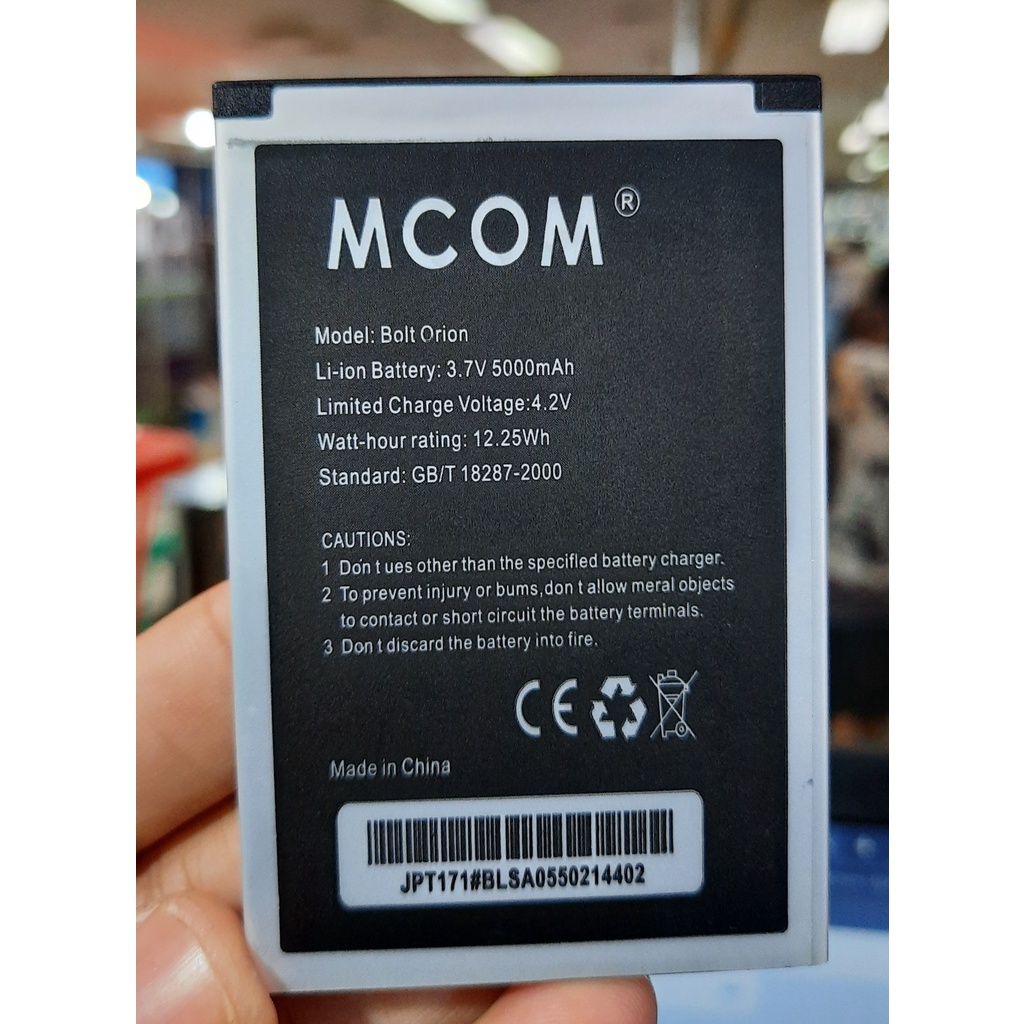 MCOM®
Model: Bolt Orion
Li-ion Battery: 3.7V 5000mAh
Limited Charge Voltage:4.2V
Watt-hour rating: 12.25Wh
Standard: GB/T 18287-2000
CAUTIONS:
1 Don't ues other than the specified battery charger.
2 To prevent injury or bums,don t allow meral objects
to contact or short circuit the battery terminals.
3 Don t discard the battery into fire.
CE
Made in China
JPT171#BLSA0550214402